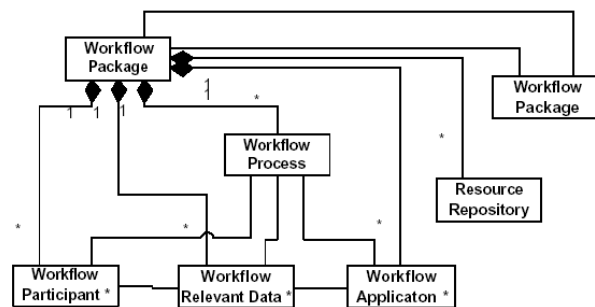 Workflow
Package
Workflow
Package
1
1
1
1
*
*
Workflow
Process
Resource
Repository
*
*
*
Workflow
Participant *
Workflow
Relevant Data *
Workflow
Applicaton *